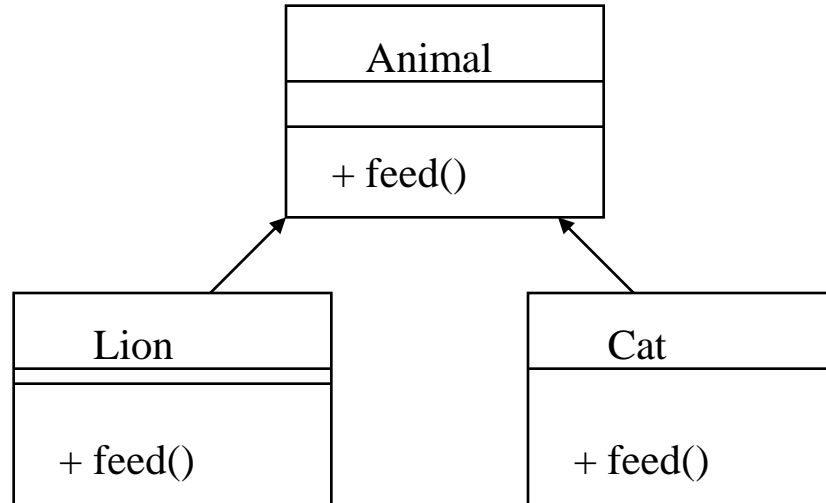 Animal
+ feed()
Lion
+ feed()
Cat
+ feed()